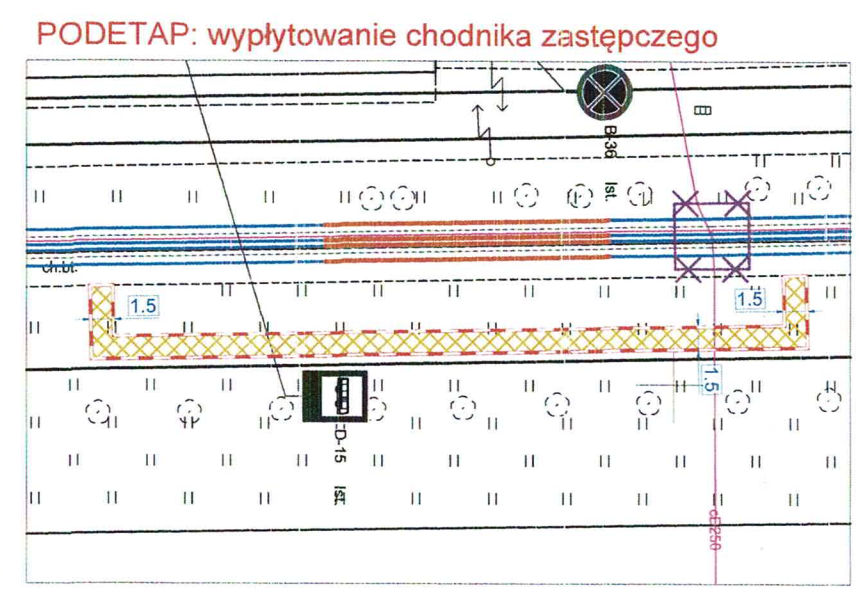 PODETAP: wypłytowanie chodnika zastępczego
B-36 Ist.
ch.bt.
1.5
1.5
1.5
D-15 Ist.
cE250